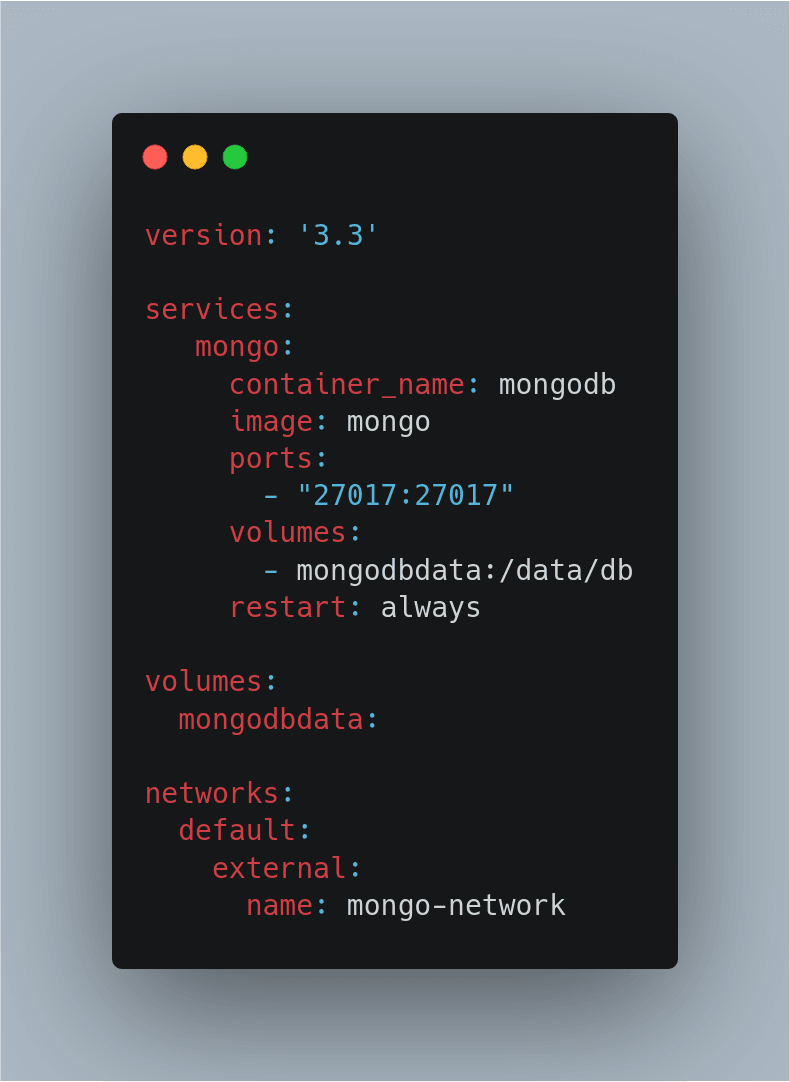 version: '3.3'

services:
   mongo:
     container_name: mongodb
     image: mongo
     ports:
       - "27017:27017"
     volumes:
       - mongodbdata:/data/db
     restart: always

volumes:
  mongodbdata:

networks:
  default:
    external:
      name: mongo-network